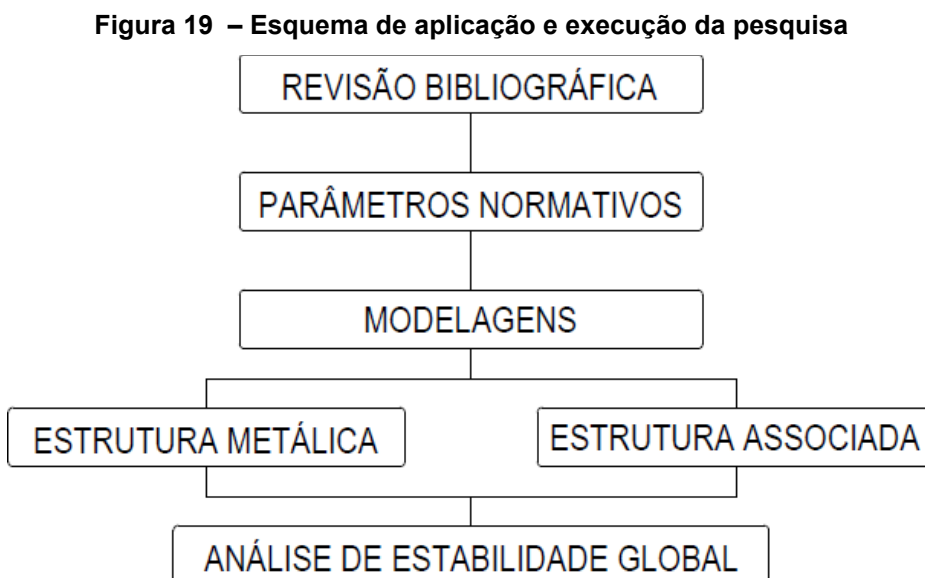 Figura 19 – Esquema de aplicação e execução da pesquisa
REVISÃO BIBLIOGRÁFICA
PARÂMETROS NORMATIVOS
MODELAGENS
ESTRUTURA METÁLICA
ESTRUTURA ASSOCIADA
ANÁLISE DE ESTABILIDADE GLOBAL